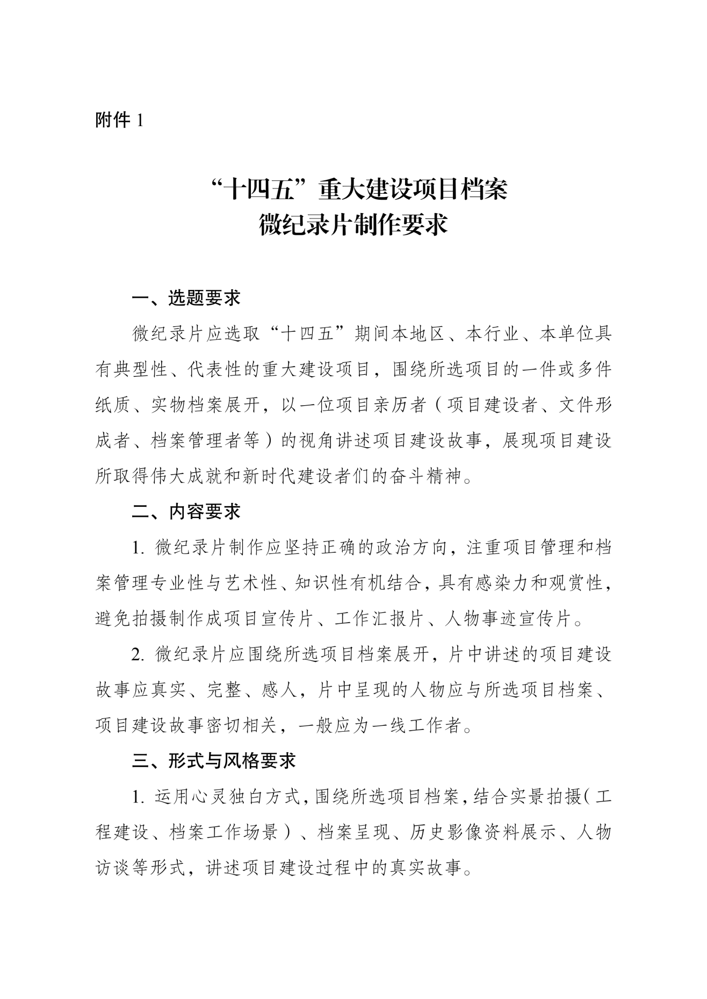 附件 1
“十四五”重大建设项目档案
微纪录片制作要求
一、选题要求
微纪录片应选取“十四五”期间本地区、本行业、本单位具
有典型性、代表性的重大建设项目，围绕所选项目的一件或多件
纸质、实物档案展开，以一位项目亲历者（项目建设者、文件形
成者、档案管理者等）的视角讲述项目建设故事，展现项目建设
所取得伟大成就和新时代建设者们的奋斗精神。
二、内容要求
1. 微纪录片制作应坚持正确的政治方向，注重项目管理和档
案管理专业性与艺术性、知识性有机结合，具有感染力和观赏性，
避免拍摄制作成项目宣传片、工作汇报片、人物事迹宣传片。
2. 微纪录片应围绕所选项目档案展开，片中讲述的项目建设
故事应真实、完整、感人，片中呈现的人物应与所选项目档案、
项目建设故事密切相关，一般应为一线工作者。
三、形式与风格要求
1. 运用心灵独白方式，围绕所选项目档案，结合实景拍摄（工
程建设、档案工作场景）、档案呈现、历史影像资料展示、人物
访谈等形式，讲述项目建设过程中的真实故事。